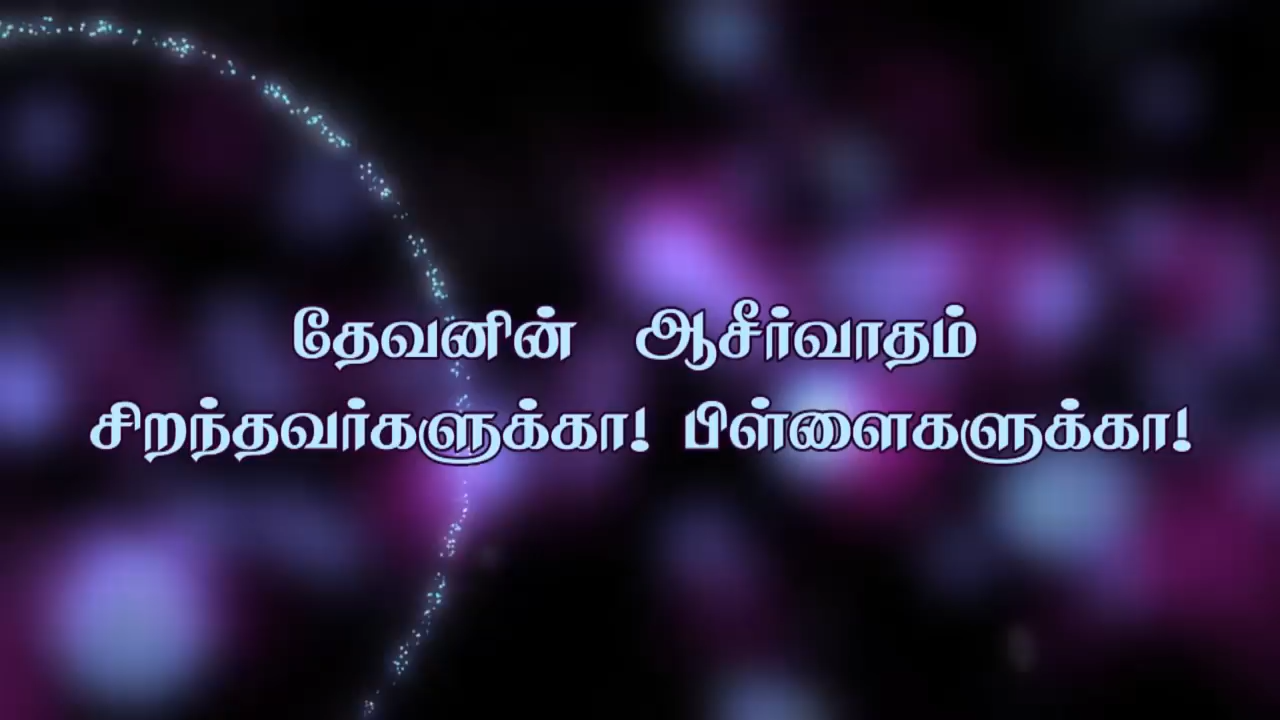 தேவனின் ஆசீர்வாதம்
சிறந்தவர்களுக்கா! பிள்ளைகளுக்கா!